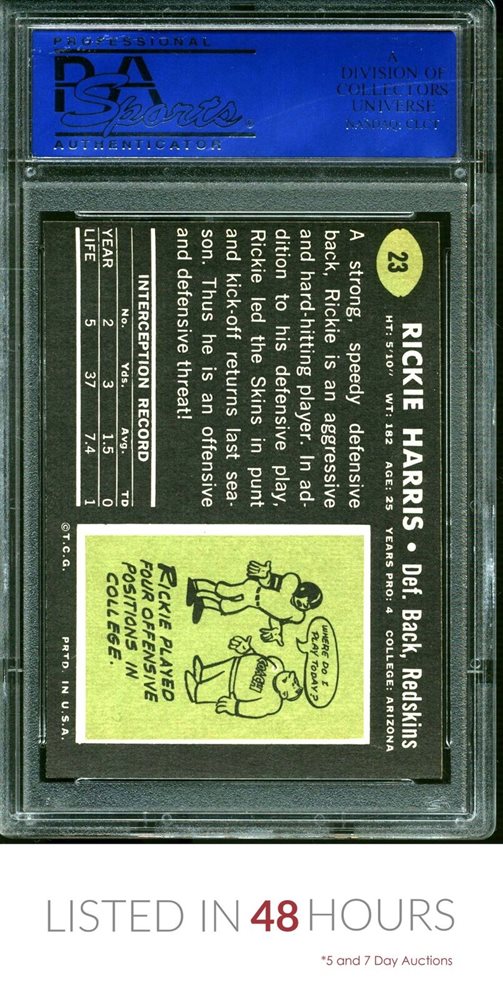 PROFESSIONAL
PSA
Sports
AUTHENTICATOR
A
DIVISION OF
COLLECTORS
UNIVERSE
NASDAQ: CLCT
23
RICKIE HARRIS • Def. Back, Redskins
HT: 5'10" WT: 182 AGE: 25 YEARS PRO: 4 COLLEGE: ARIZONA
A strong, speedy defensive
back, Rickie is an aggressive
and hard-hitting player. In ad-
dition to his defensive play,
Rickie led the Skins in punt
and kick-off returns last sea-
son. Thus he is an offensive
and defensive threat!
INTERCEPTION RECORD
No. Yds. Avg. TD
YEAR 2 3 1.5 0
LIFE 5 37 7.4 1
WHERE DO I
PLAY TODAY?
RICKIE PLAYED
FOUR OFFENSIVE
POSITIONS IN
COLLEGE.
©T.C.G. PRTD. IN U.S.A.
LISTED IN 48 HOURS
*5 and 7 Day Auctions